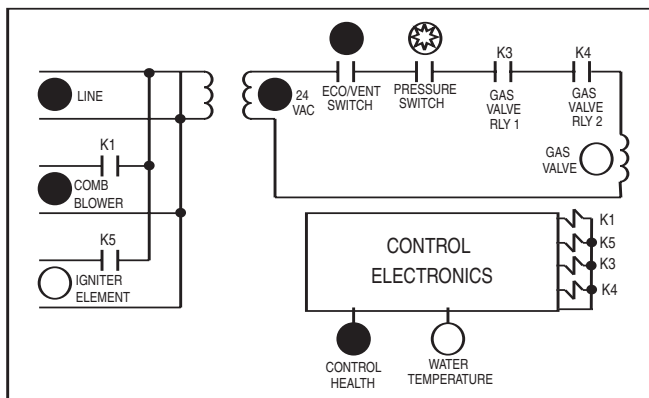 LINE
K1
COMB
BLOWER
K5
IGNITER
ELEMENT
24
VAC
ECO/VENT
SWITCH
PRESSURE
SWITCH
K3
GAS
VALVE
RLY 1
K4
GAS
VALVE
RLY 2
GAS
VALVE
CONTROL
ELECTRONICS
K1
K5
K3
K4
CONTROL
HEALTH
WATER
TEMPERATURE